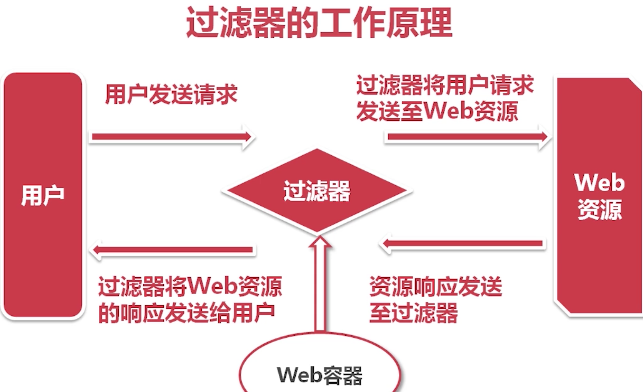 过滤器的工作原理
用户发送请求
过滤器将用户请求
发送至Web资源
用户
过滤器
Web
资源
过滤器将Web资源
的响应发送给用户
资源响应发送
至过滤器
Web容器